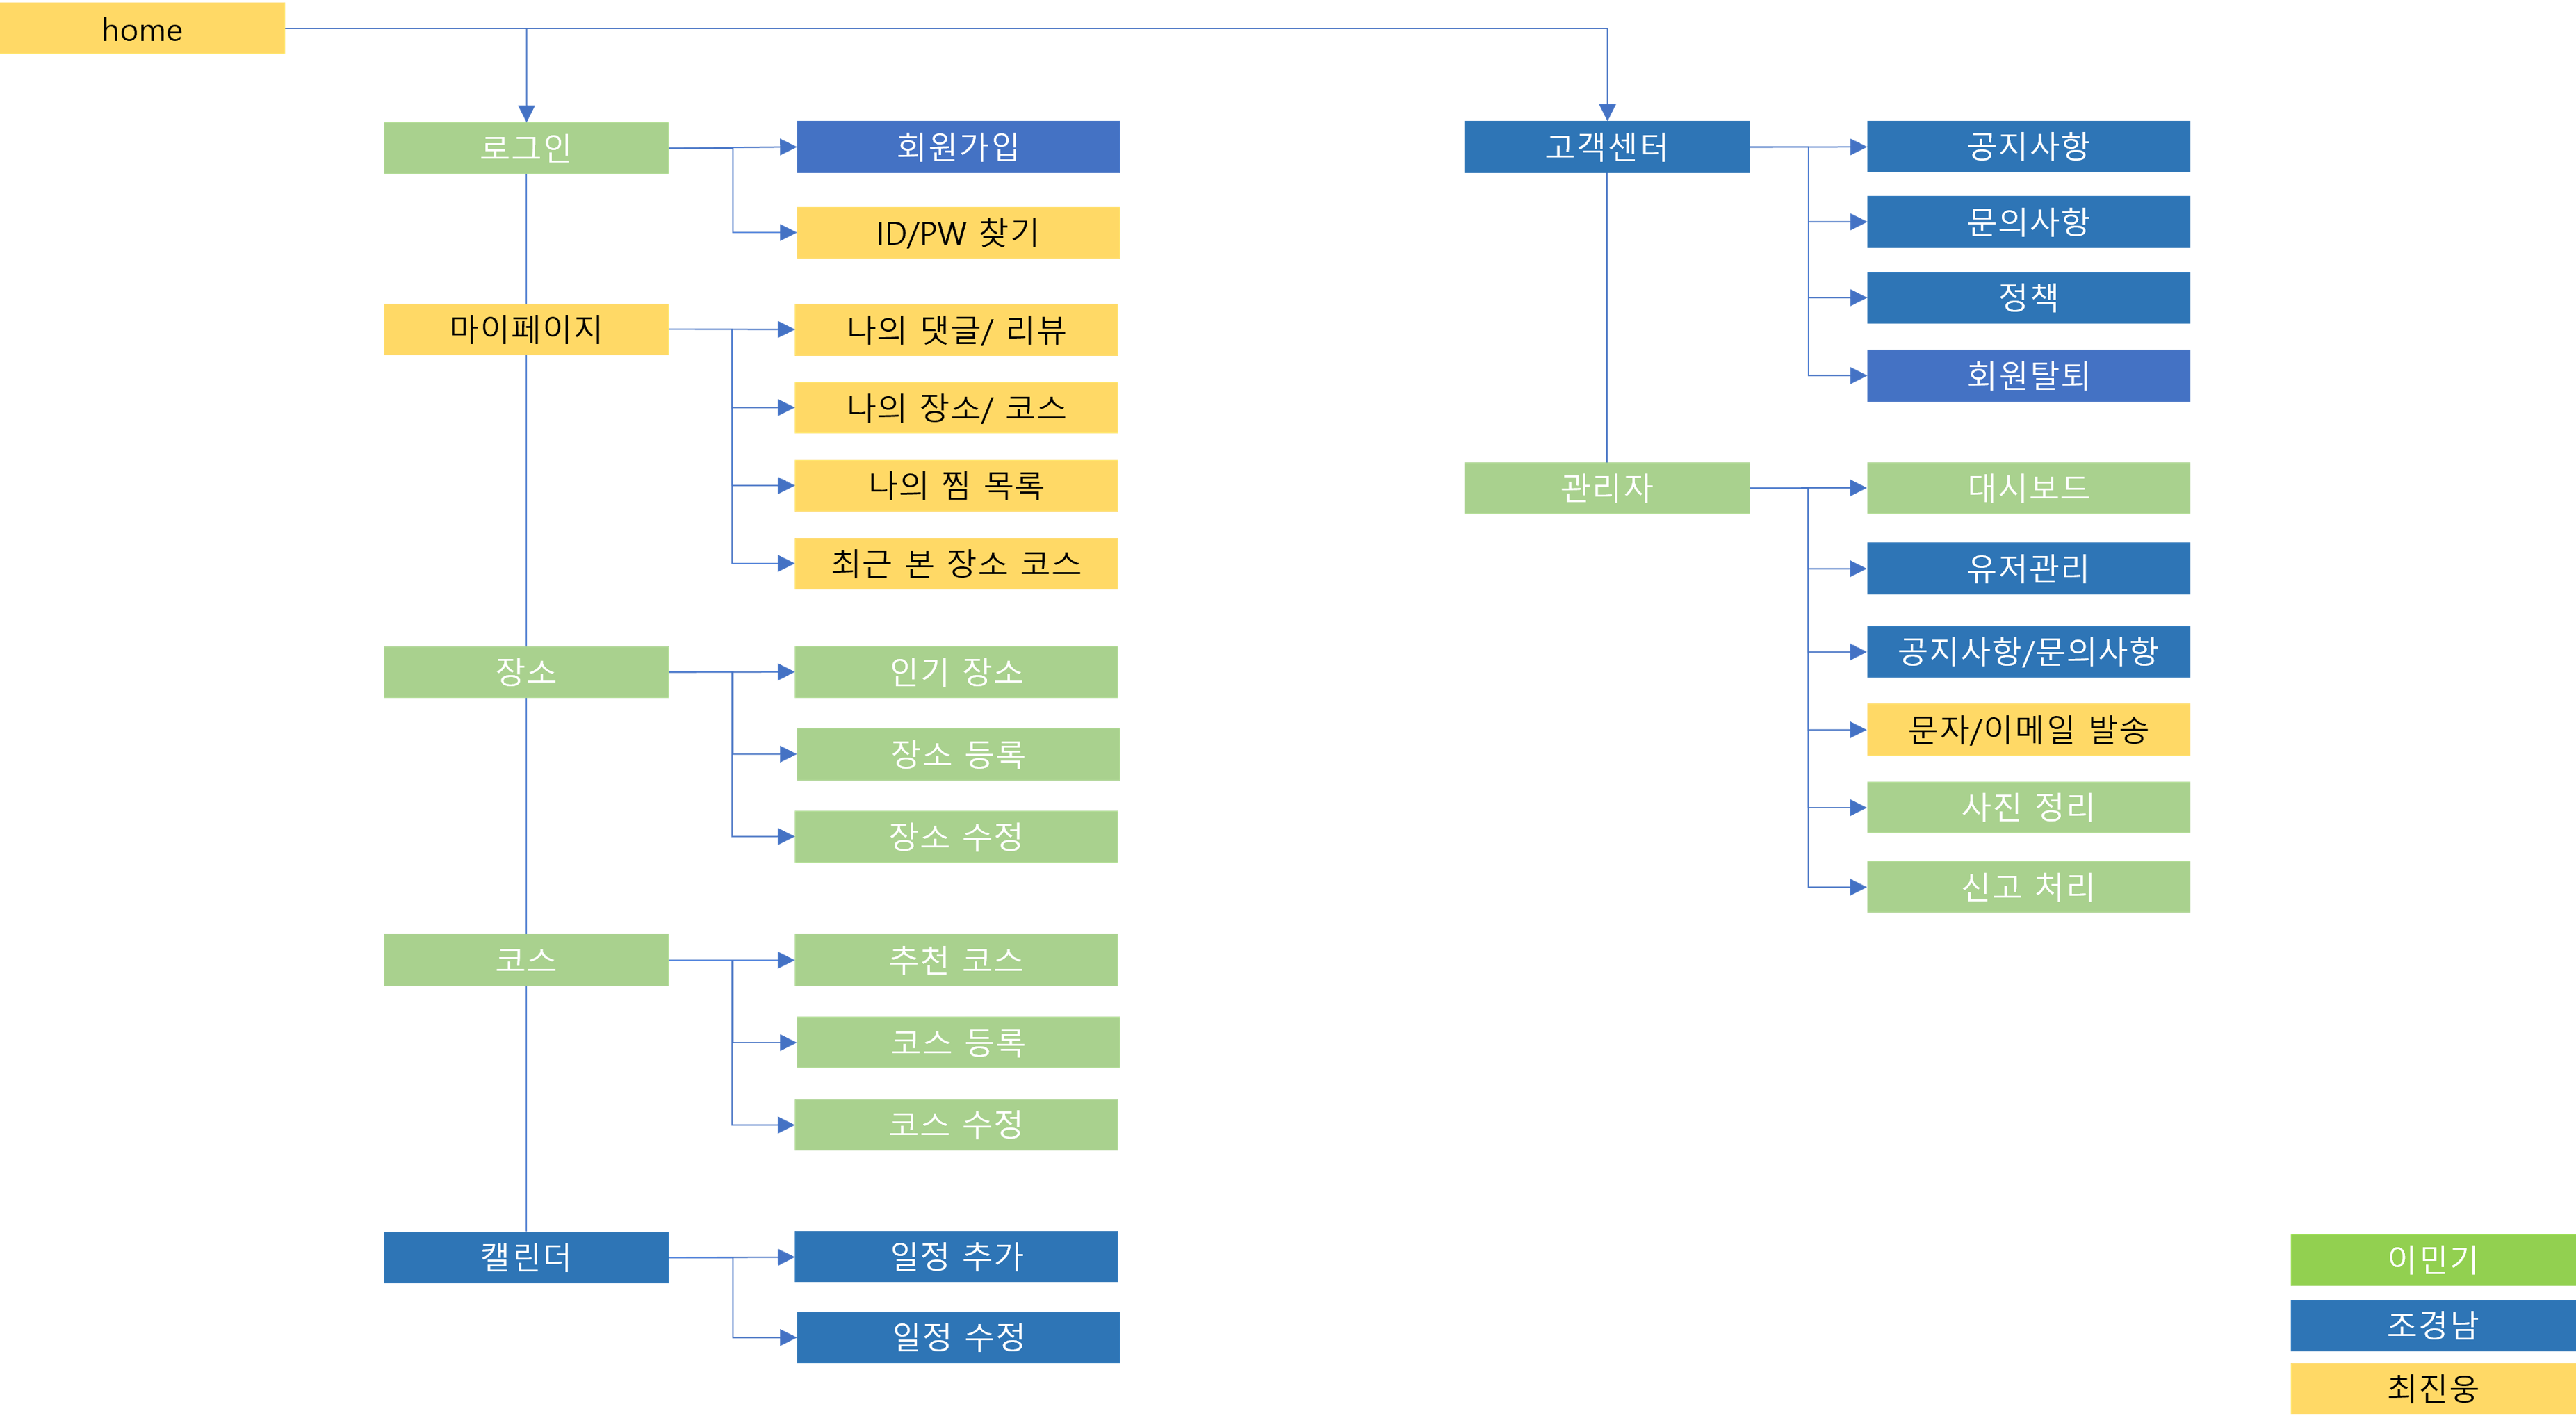 home
로그인
회원가입
ID/PW 찾기
마이페이지
나의 댓글/ 리뷰
나의 장소/ 코스
나의 찜 목록
최근 본 장소 코스
장소
인기 장소
장소 등록
장소 수정
코스
추천 코스
코스 등록
코스 수정
캘린더
일정 추가
일정 수정
고객센터
공지사항
문의사항
정책
회원탈퇴
관리자
대시보드
유저관리
공지사항/문의사항
문자/이메일 발송
사진 정리
신고 처리
이민기
조경남
최진웅